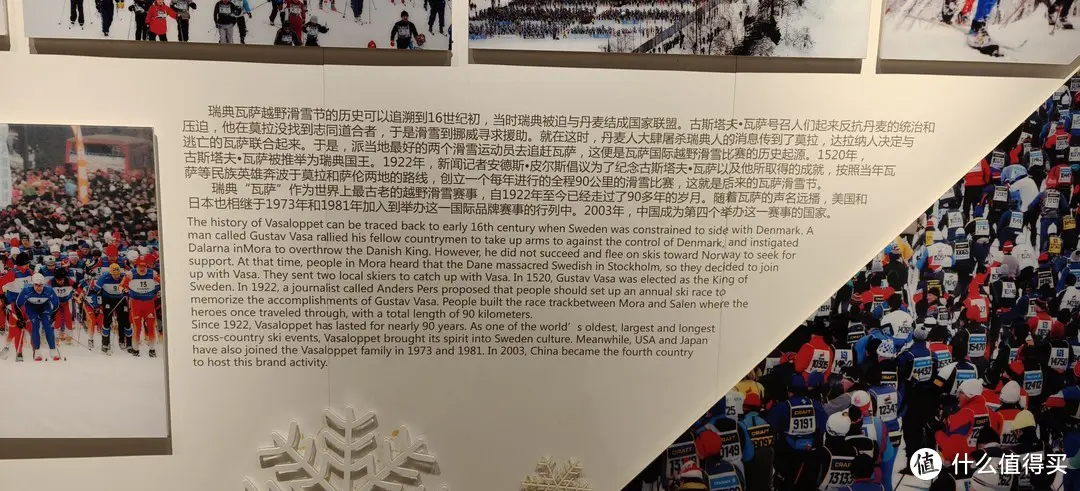 瑞典瓦萨越野滑雪节的历史可以追溯到16世纪初，当时瑞典被迫与丹麦结成国家联盟。古斯塔夫·瓦萨号召人们起来反抗丹麦的统治和
压迫，他在莫拉没找到志同道合者，于是滑雪到挪威寻求援助。就在这时，丹麦人大肆屠杀瑞典人的消息传到了莫拉，达拉纳人决定与
逃亡的瓦萨联合起来。于是，派当地最好的两个滑雪运动员去追赶瓦萨，这便是瓦萨国际越野滑雪比赛的历史起源。1520年，
古斯塔夫·瓦萨被推举为瑞典国王。1922年，新闻记者安德斯·皮尔斯倡议为了纪念古斯塔夫·瓦萨以及他所取得的成就，按照当年瓦
萨等民族英雄奔波于莫拉和萨伦两地的路线，创立一个每年进行的全程90公里的滑雪比赛，这就是后来的瓦萨滑雪节。
瑞典“瓦萨”作为世界上最古老的越野滑雪赛事，自1922年至今已经走过了90多年的岁月。随着瓦萨的声名远播，美国和
日本也相继于1973年和1981年加入到举办这一国际品牌赛事的行列中。2003年，中国成为第四个举办这一赛事的国家。
The history of Vasaloppet can be traced back to early 16th century when Sweden was constrained to side with Denmark. A
man called Gustav Vasa rallied his fellow countrymen to take up arms to against the control of Denmark, and instigated
Dalarna inMora to overthrow the Danish King. However, he did not succeed and flee on skis toward Norway to seek for
support. At that time, people in Mora heard that the Dane massacred Swedish in Stockholm, so they decided to join
up with Vasa. They sent two local skiers to catch up with Vasa. In 1520, Gustav Vasa was elected as the King of
Sweden. In 1922, a journalist called Anders Pers proposed that people should set up an annual ski race to
memorize the accomplishments of Gustav Vasa. People built the race trackbetween Mora and Salen where the
heroes once traveled through, with a total length of 90 kilometers.
Since 1922, Vasaloppet has lasted for nearly 90 years. As one of the world's oldest, largest and longest
cross-country ski events, Vasaloppet brought its spirit into Sweden culture. Meanwhile, USA and Japan
have also joined the Vasaloppet family in 1973 and 1981. In 2003, China became the fourth country
to host this brand activity.
CRAFT
9191
值 什么值得买